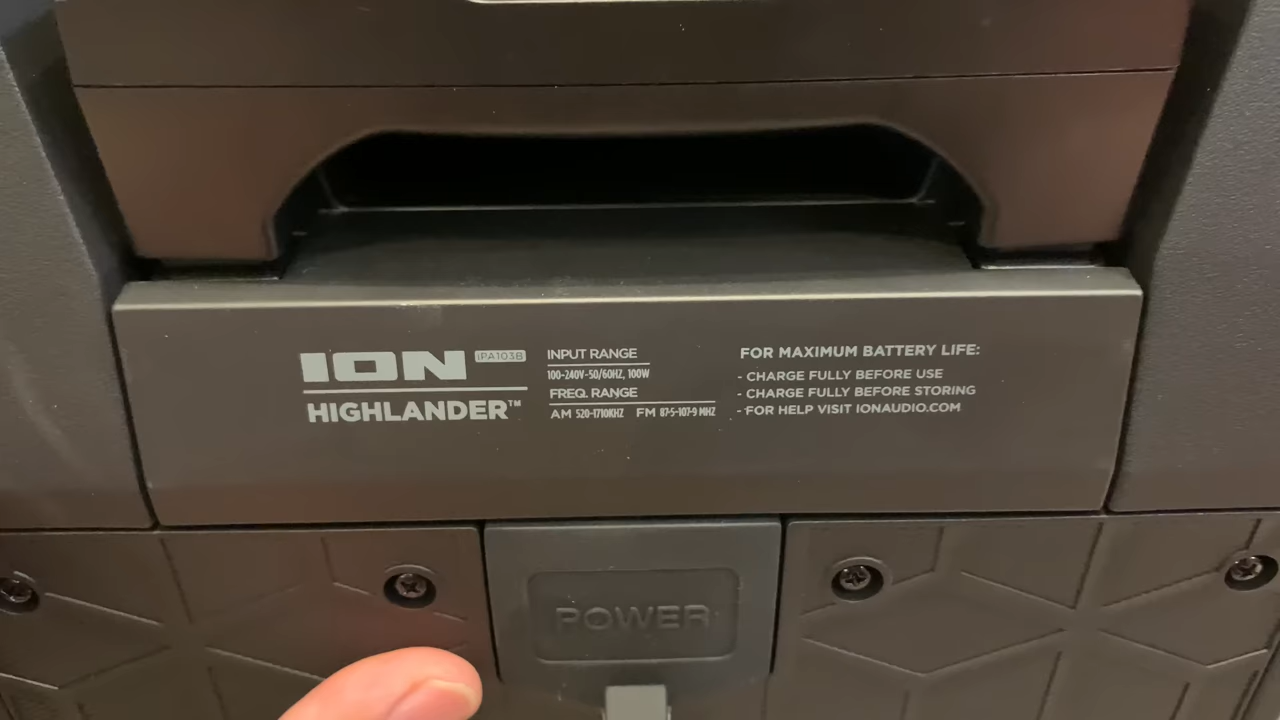 ION iPA103B
HIGHLANDER™
INPUT RANGE
100-240V~50/60HZ, 100W
FREQ. RANGE
AM 520-1710KHZ FM 87.5-107.9 MHZ
FOR MAXIMUM BATTERY LIFE:
- CHARGE FULLY BEFORE USE
- CHARGE FULLY BEFORE STORING
- FOR HELP VISIT IONAUDIO.COM
POWER